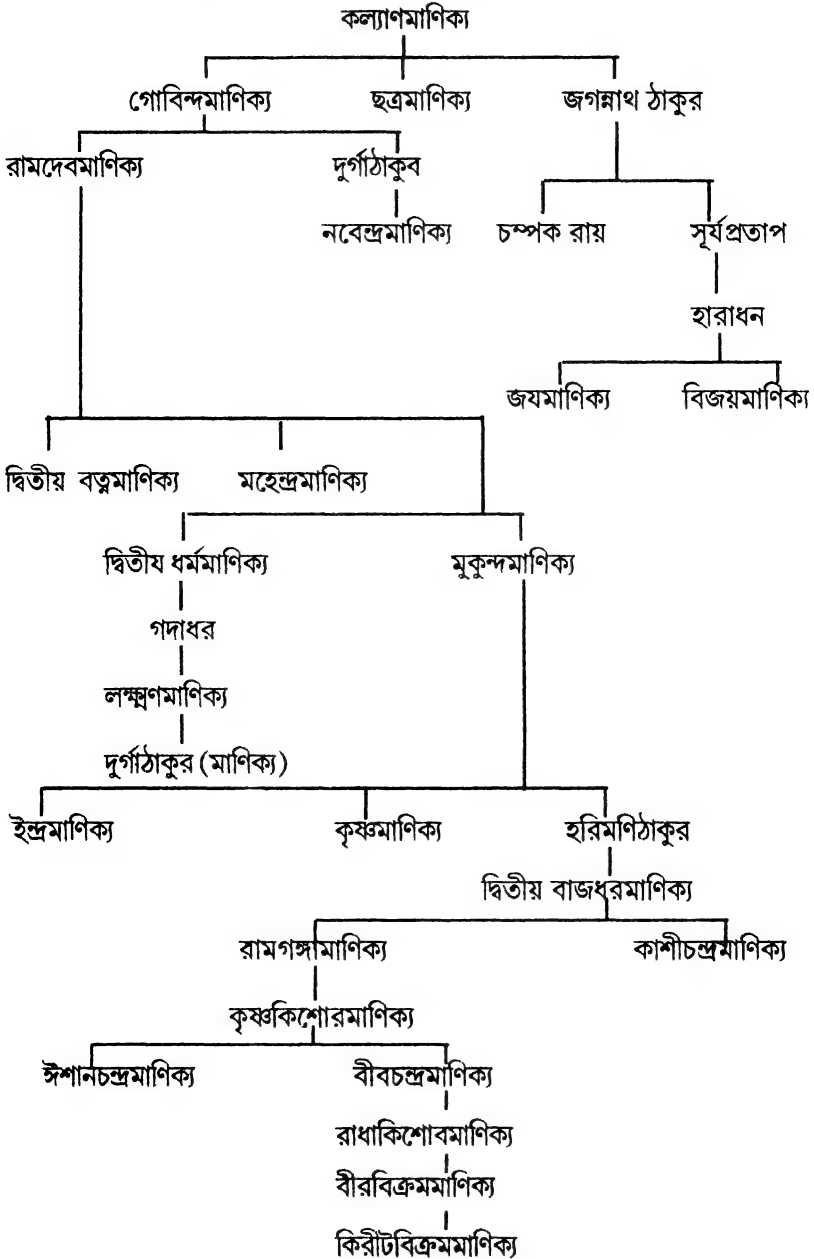 কল্যাণমাণিক্য
গোবিন্দমাণিক্য ছত্রমাণিক্য জগন্নাথ ঠাকুর
রামদেবমাণিক্য দুর্গাঠাকুব
নবেন্দ্রমাণিক্য চম্পক রায় সূর্যপ্রতাপ
হারাধন
জযমাণিক্য বিজয়মাণিক্য
দ্বিতীয় বত্নমাণিক্য মহেন্দ্রমাণিক্য
দ্বিতীয ধর্মমাণিক্য মুকুন্দমাণিক্য
গদাধর
লক্ষ্মণমাণিক্য
দুর্গাঠাকুর (মাণিক্য)
ইন্দ্রমাণিক্য কৃষ্ণমাণিক্য হরিমণিঠাকুর
দ্বিতীয় বাজধরমাণিক্য
রামগঙ্গামাণিক্য কাশীচন্দ্রমাণিক্য
কৃষ্ণকিশোরমাণিক্য
ঈশানচন্দ্রমাণিক্য বীবচন্দ্রমাণিক্য
রাধাকিশোবমাণিক্য
বীরবিক্রমমাণিক্য
কিরীটবিক্রমমাণিক্য